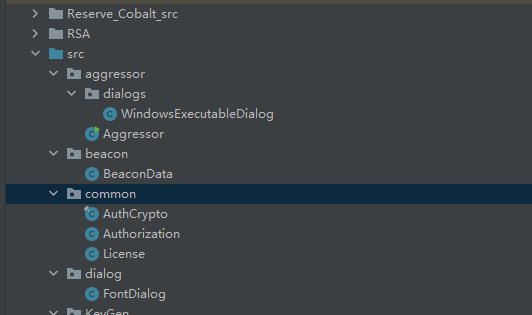 Reserve_Cobalt_src
RSA
src
aggressor
dialogs
WindowsExecutableDialog
Aggressor
beacon
BeaconData
common
AuthCrypto
Authorization
License
dialog
FontDialog
KeyGen